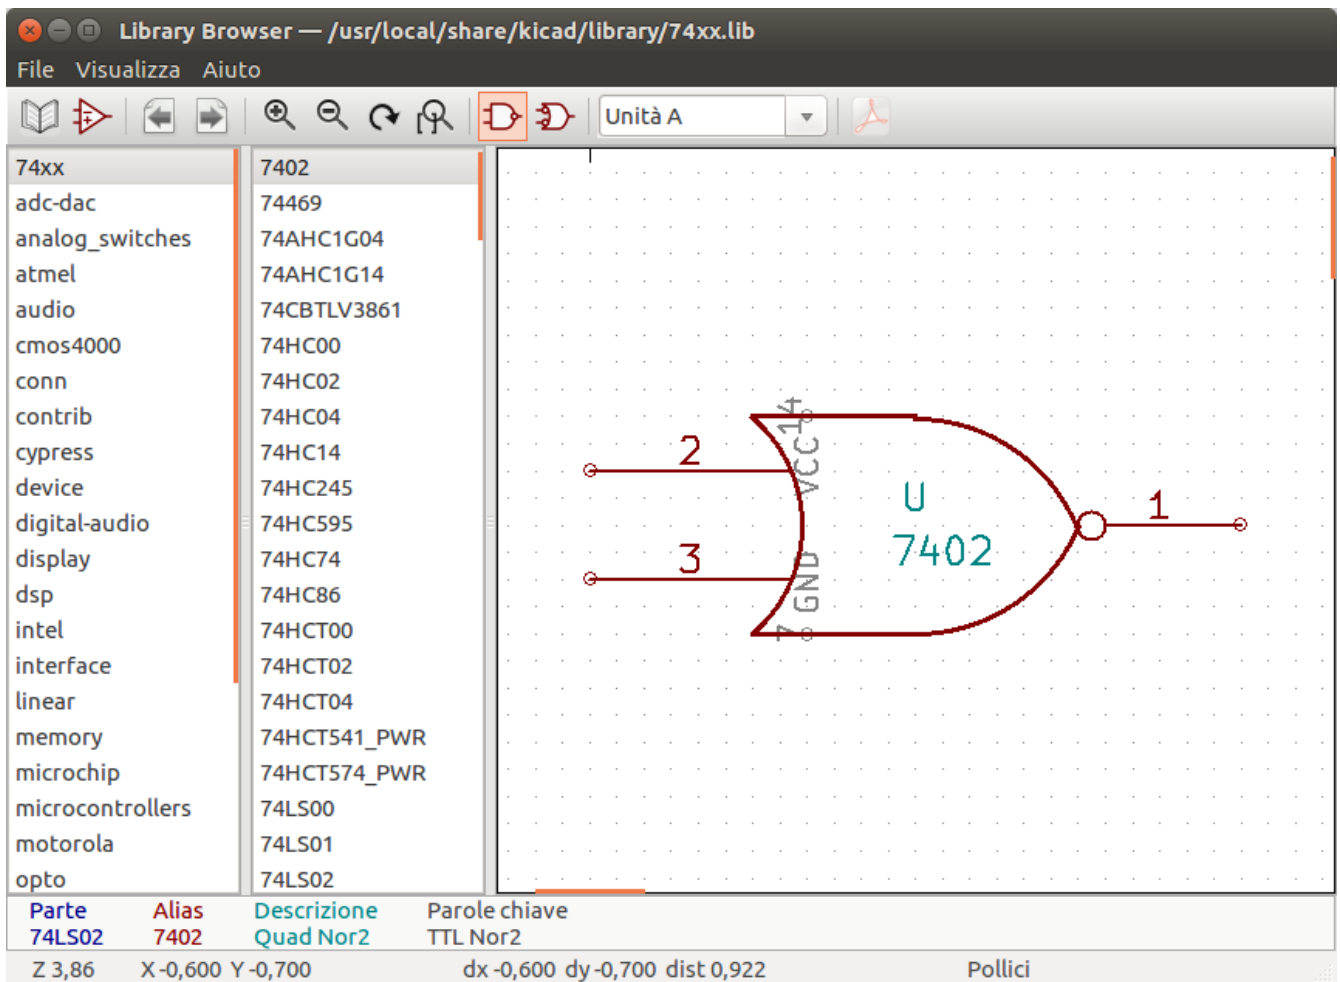 Library Browser — /usr/local/share/kicad/library/74xx.lib
File Visualizza Aiuto
Unità A
74xx
adc-dac
analog_switches
atmel
audio
cmos4000
conn
contrib
cypress
device
digital-audio
display
dsp
intel
interface
linear
memory
microchip
microcontrollers
motorola
opto
7402
74469
74AHC1G04
74AHC1G14
74CBTLV3861
74HC00
74HC02
74HC04
74HC14
74HC245
74HC595
74HC74
74HC86
74HCT00
74HCT02
74HCT04
74HCT541_PWR
74HCT574_PWR
74LS00
74LS01
74LS02
14
VCC
2
3
GND
7
U
7402
1
Parte Alias Descrizione Parole chiave
74LS02 7402 Quad Nor2 TTL Nor2
Z 3,86 X -0,600 Y -0,700 dx -0,600 dy -0,700 dist 0,922 Pollici